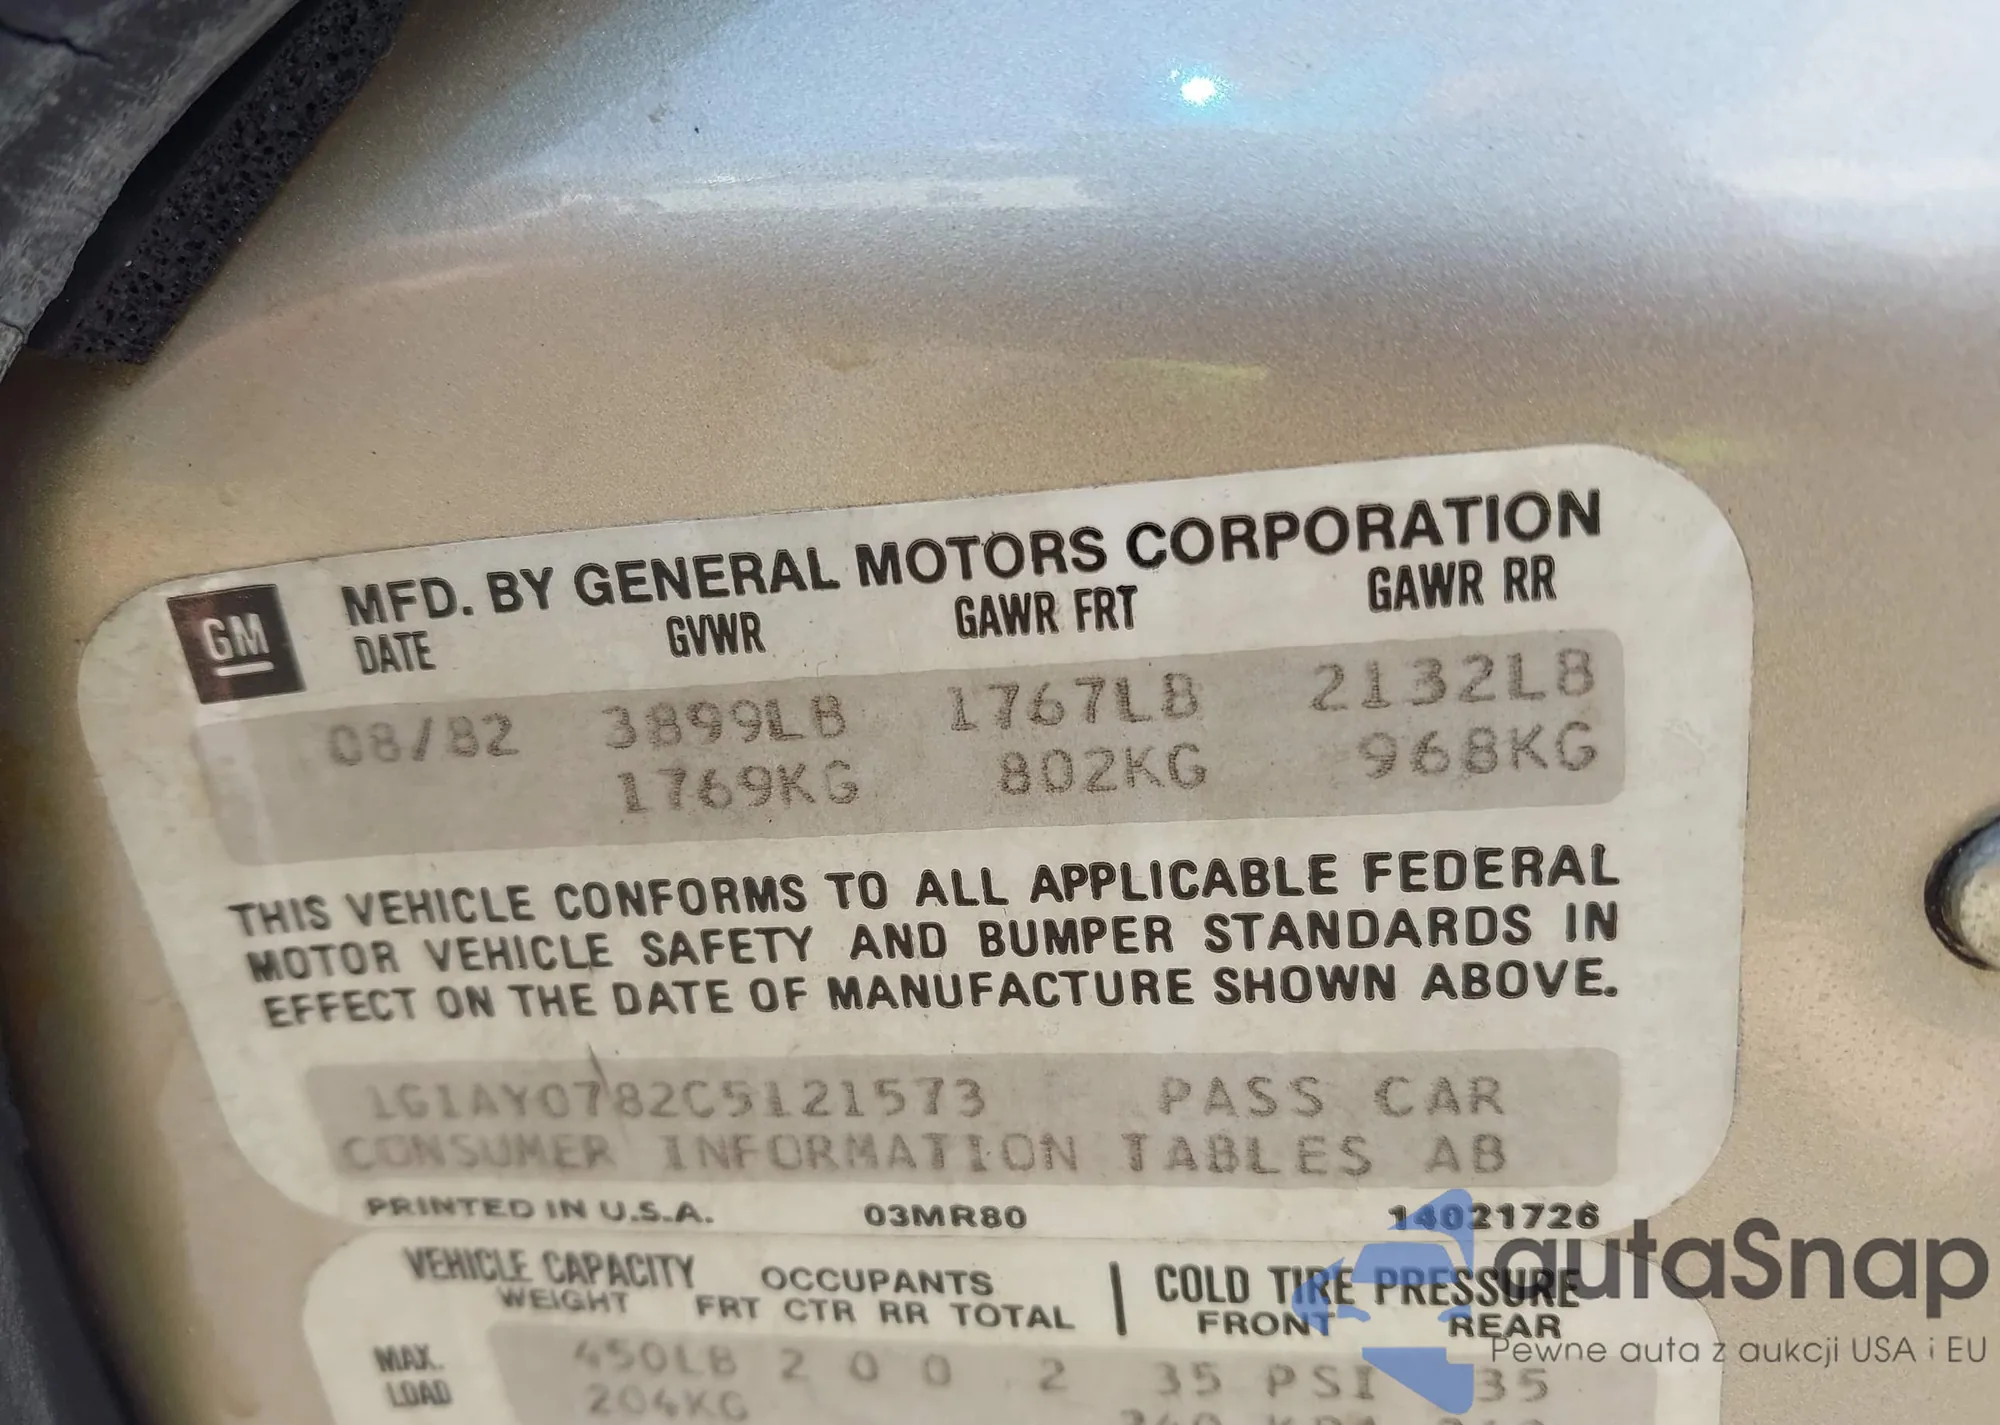 GM MFD. BY GENERAL MOTORS CORPORATION
DATE GVWR GAWR FRT GAWR RR
08/82 3899LB 1767LB 2132LB
1769KG 802KG 968KG
THIS VEHICLE CONFORMS TO ALL APPLICABLE FEDERAL
MOTOR VEHICLE SAFETY AND BUMPER STANDARDS IN
EFFECT ON THE DATE OF MANUFACTURE SHOWN ABOVE.
1G1AY0782C5121573 PASS CAR
CONSUMER INFORMATION TABLES AB
PRINTED IN U.S.A. 03MR80 14021726
VEHICLE CAPACITY OCCUPANTS COLD TIRE PRESSURE
WEIGHT FRT CTR RR TOTAL FRONT REAR
MAX. LOAD 450LB 2 0 0 2 35 PSI 35
204KG
autaSnap
Pewne auta z aukcji USA i EU